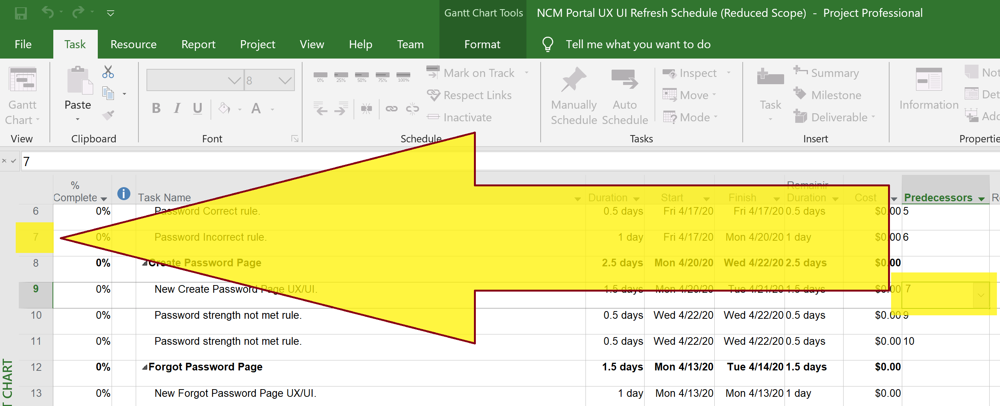 Gantt Chart Tools
NCM Portal UX UI Refresh Schedule (Reduced Scope) - Project Professional
File Task Resource Report Project View Help Team Format Tell me what you want to do
Gantt Chart
View
Paste
Clipboard
8
B I U A
Font
0% 25% 50% 75% 100%
Mark on Track
Respect Links
Inactivate
Schedule
Manually Schedule
Auto Schedule
Inspect
Move
Mode
Tasks
Task
Summary
Milestone
Deliverable
Insert
Information
Not
Det
Add
Propertie
7
% Complete Task Name Duration Start Finish Remainir Duration Cost Predecessors Re
6 0% Password Correct rule. 0.5 days Fri 4/17/20 Fri 4/17/20 0.5 days $0.00 5
7 0% Password Incorrect rule. 1 day Fri 4/17/20 Mon 4/20/20 1 day $0.00 6
8 0% Create Password Page 2.5 days Mon 4/20/20 Wed 4/22/20 2.5 days $0.00
9 0% New Create Password Page UX/UI. 1.5 days Mon 4/20/20 Tue 4/21/20 1.5 days $0.00 7
10 0% Password strength not met rule. 0.5 days Wed 4/22/20 Wed 4/22/20 0.5 days $0.00 9
11 0% Password strength not met rule. 0.5 days Wed 4/22/20 Wed 4/22/20 0.5 days $0.00 10
12 0% Forgot Password Page 1.5 days Mon 4/13/20 Tue 4/14/20 1.5 days $0.00
13 0% New Forgot Password Page UX/UI. 1 day Mon 4/13/20 Mon 4/13/20 1 day $0.00
T CHART